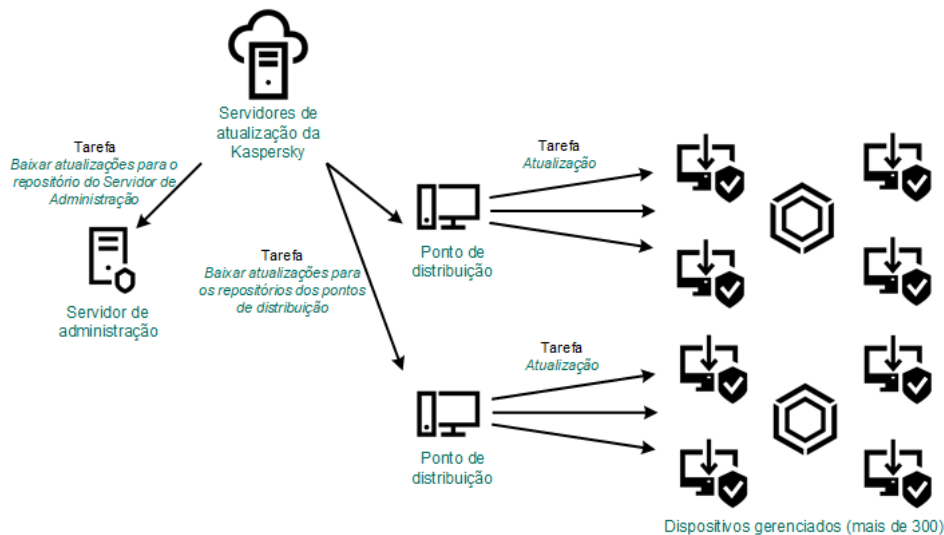 Servidores de
atualização da
Kaspersky
Tarefa
Baixar atualizações para o
repositório do Servidor de
Administração
Servidor de
administração
Tarefa
Baixar atualizações para
os repositórios dos pontos
de distribuição
Tarefa
Atualização
Ponto de
distribuição
Tarefa
Atualização
Ponto de
distribuição
Dispositivos gerenciados (mais de 300)